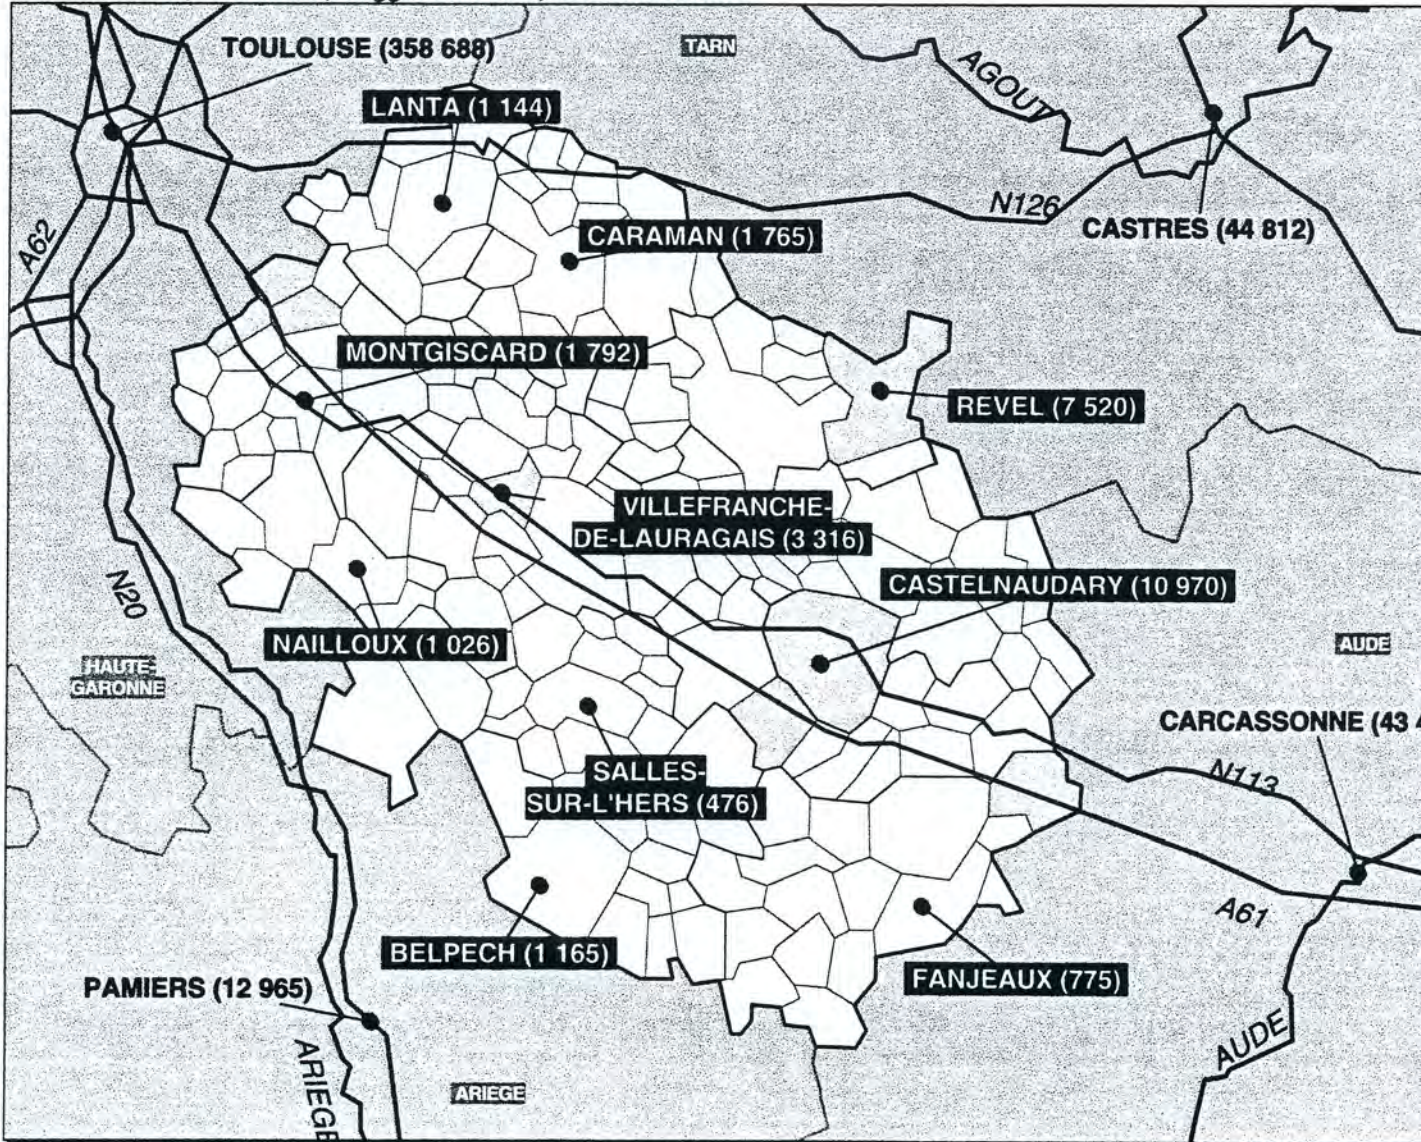 TOULOUSE (358 688)
TARN
AGOUT
LANTA (1 144)
N126
CASTRES (44 812)
A62
CARAMAN (1 765)
MONTGISCARD (1 792)
REVEL (7 520)
VILLEFRANCHE-
DE-LAURAGAIS (3 316)
CASTELNAUDARY (10 970)
N20
NAILLOUX (1 026)
HAUTE-
GARONNE
AUDE
CARCASSONNE (43 4
N113
SALLES-
SUR-L'HERS (476)
A61
BELPECH (1 165)
FANJEAUX (775)
PAMIERS (12 965)
AUDE
ARIEGE
ARIEGE